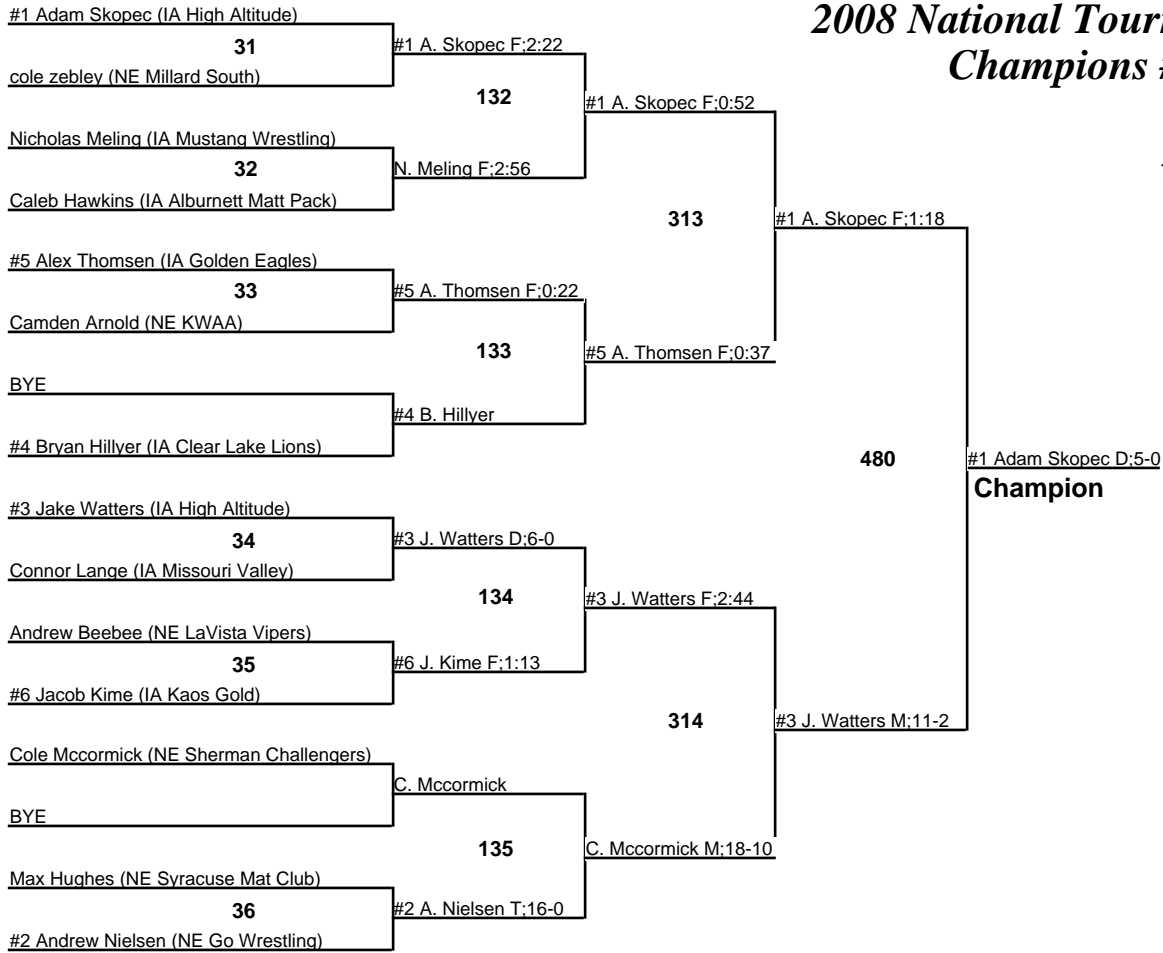 2008 National Tour
Champions
#1 Adam Skopec (IA High Altitude)
31
cole zebley (NE Millard South)
Nicholas Meling (IA Mustang Wrestling)
32
Caleb Hawkins (IA Alburnett Matt Pack)
#5 Alex Thomsen (IA Golden Eagles)
33
Camden Arnold (NE KWAA)
BYE
#4 Bryan Hillyer (IA Clear Lake Lions)
#3 Jake Watters (IA High Altitude)
34
Connor Lange (IA Missouri Valley)
Andrew Beebee (NE LaVista Vipers)
35
#6 Jacob Kime (IA Kaos Gold)
Cole Mccormick (NE Sherman Challengers)
BYE
Max Hughes (NE Syracuse Mat Club)
36
#2 Andrew Nielsen (NE Go Wrestling)
#1 A. Skopec F;2:22
132
N. Meling F;2:56
#5 A. Thomsen F;0:22
133
#4 B. Hillyer
#3 J. Watters D;6-0
134
#6 J. Kime F;1:13
C. Mccormick
135
#2 A. Nielsen T;16-0
#1 A. Skopec F;0:52
313
#5 A. Thomsen F;0:37
#3 J. Watters F;2:44
314
C. Mccormick M;18-10
#1 A. Skopec F;1:18
480
#3 J. Watters M;11-2
#1 Adam Skopec D;5-0
Champion